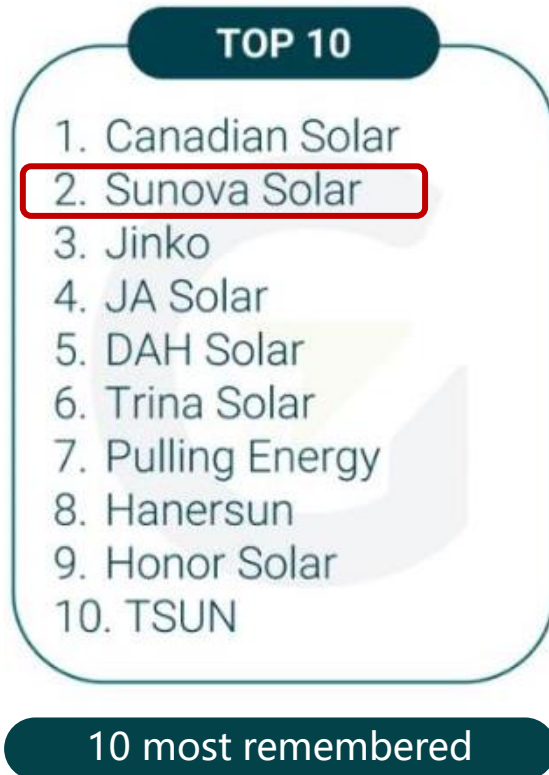 TOP 10
1. Canadian Solar
2. Sunova Solar
3. Jinko
4. JA Solar
5. DAH Solar
6. Trina Solar
7. Pulling Energy
8. Hanersun
9. Honor Solar
10. TSUN
10 most remembered